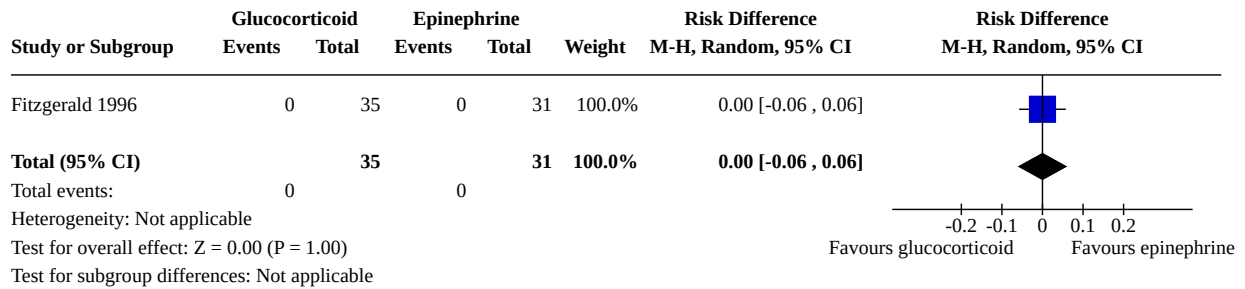 Glucocorticoid Epinephrine Risk Difference Risk Difference
Study or Subgroup Events Total Events Total Weight M-H, Random, 95% CI M-H, Random, 95% CI
Fitzgerald 1996 0 35 0 31 100.0% 0.00 [-0.06 , 0.06]
Total (95% CI) 35 31 100.0% 0.00 [-0.06 , 0.06]
Total events: 0 0
Heterogeneity: Not applicable
-0.2 -0.1 0 0.1 0.2
Test for overall effect: Z = 0.00 (P = 1.00) Favours glucocorticoid Favours epinephrine
Test for subgroup differences: Not applicable